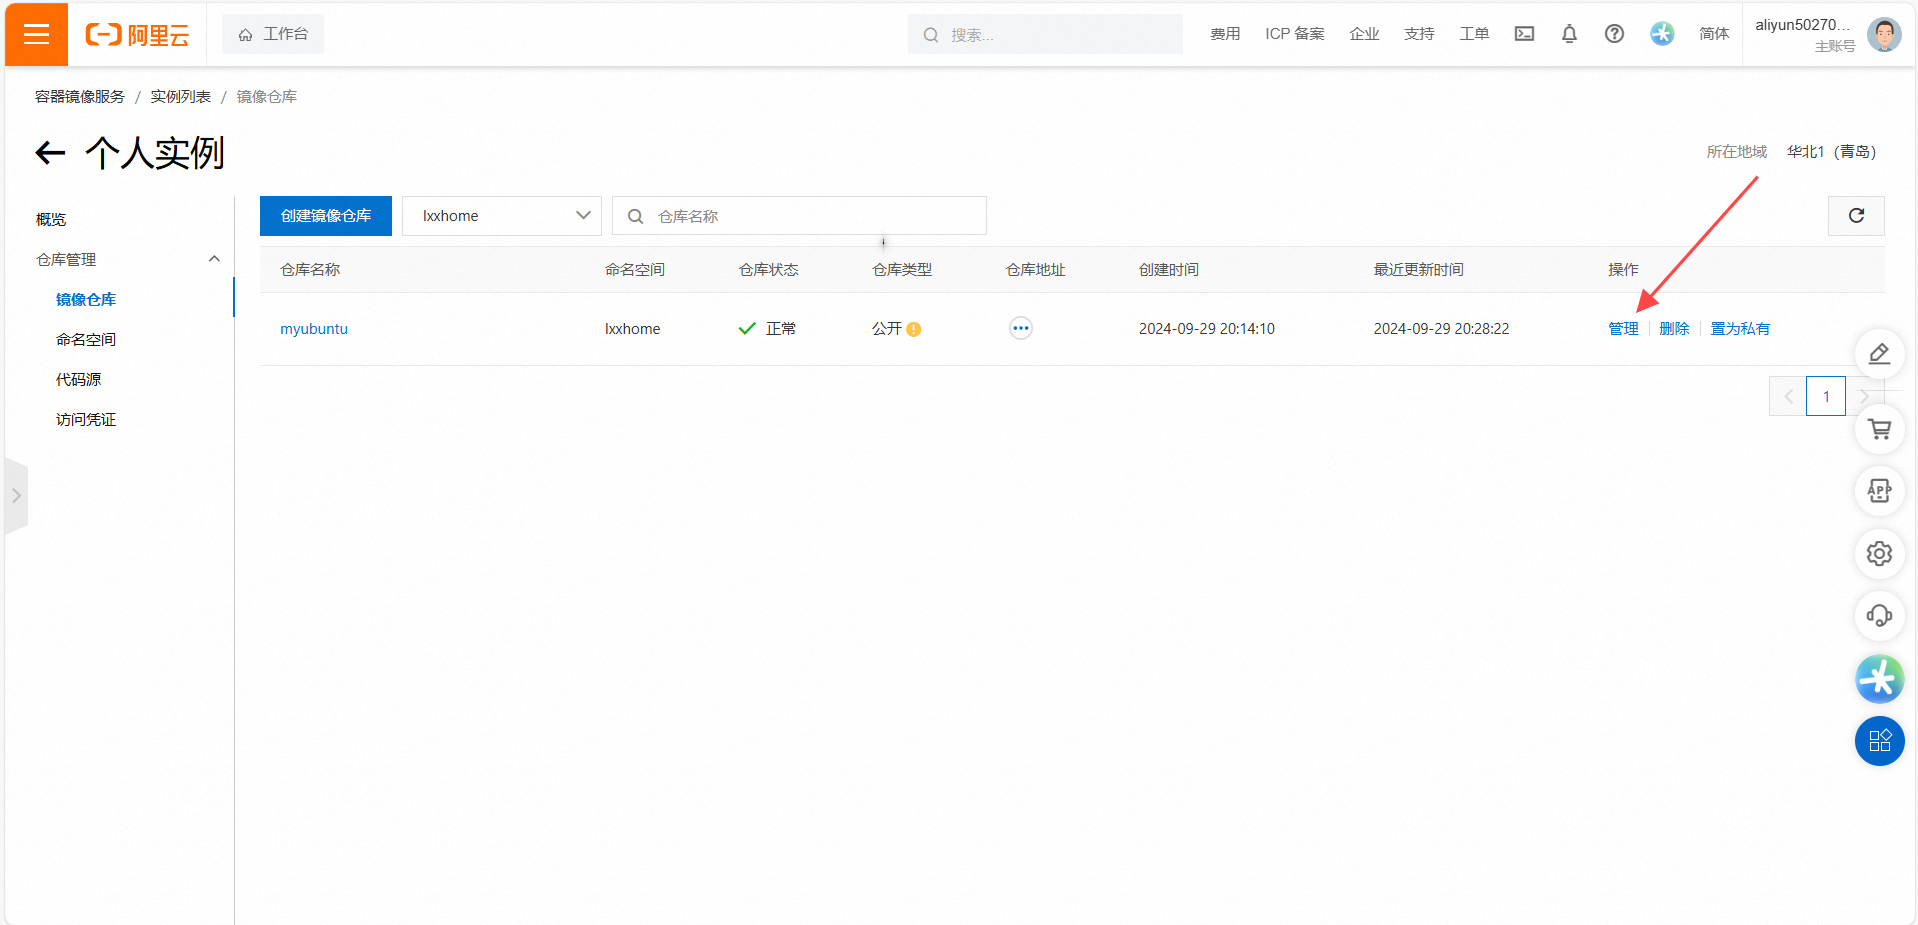 阿里云
工作台
搜索...
费用
ICP 备案
企业
支持
工单
简体
aliyun50270...
主账号
容器镜像服务 / 实例列表 / 镜像仓库
个人实例
所在地域 华北1（青岛）
概览
仓库管理
镜像仓库
命名空间
代码源
访问凭证
创建镜像仓库
lxxhome
仓库名称
仓库名称 命名空间 仓库状态 仓库类型 仓库地址 创建时间 最近更新时间 操作
myubuntu lxxhome 正常 公开 2024-09-29 20:14:10 2024-09-29 20:28:22 管理 删除 置为私有
1
APP